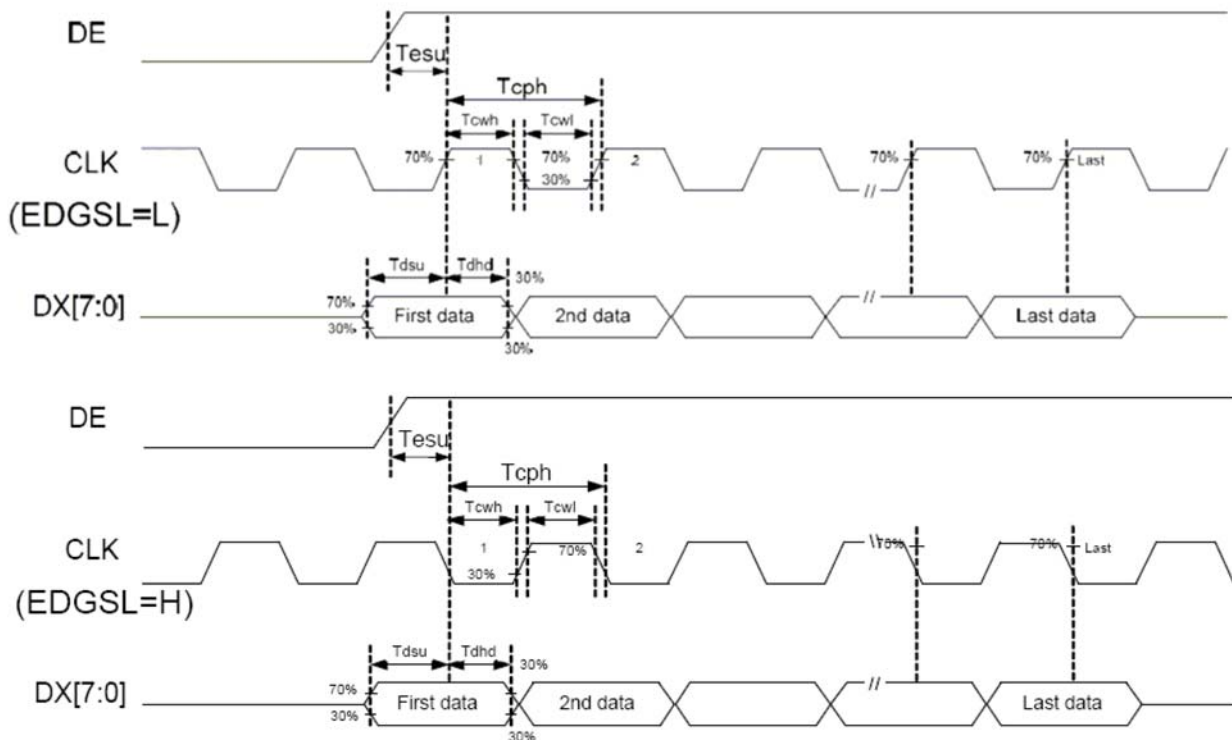 DE
Tesu
Tcph
Tcwh Tcwl
CLK
70% 1 70% 2 70% 70% Last
30%
(EDGSL=L)
//
Tdsu Tdhd 30%
DX[7:0]
70%
30%
First data 2nd data // Last data
30%
DE
Tesu
Tcph
Tcwh Tcwl
CLK
1 70% 2 \\ 70% 70% Last
30%
(EDGSL=H)
Tdsu Tdhd 30%
DX[7:0]
70%
30%
First data 2nd data // Last data
30%